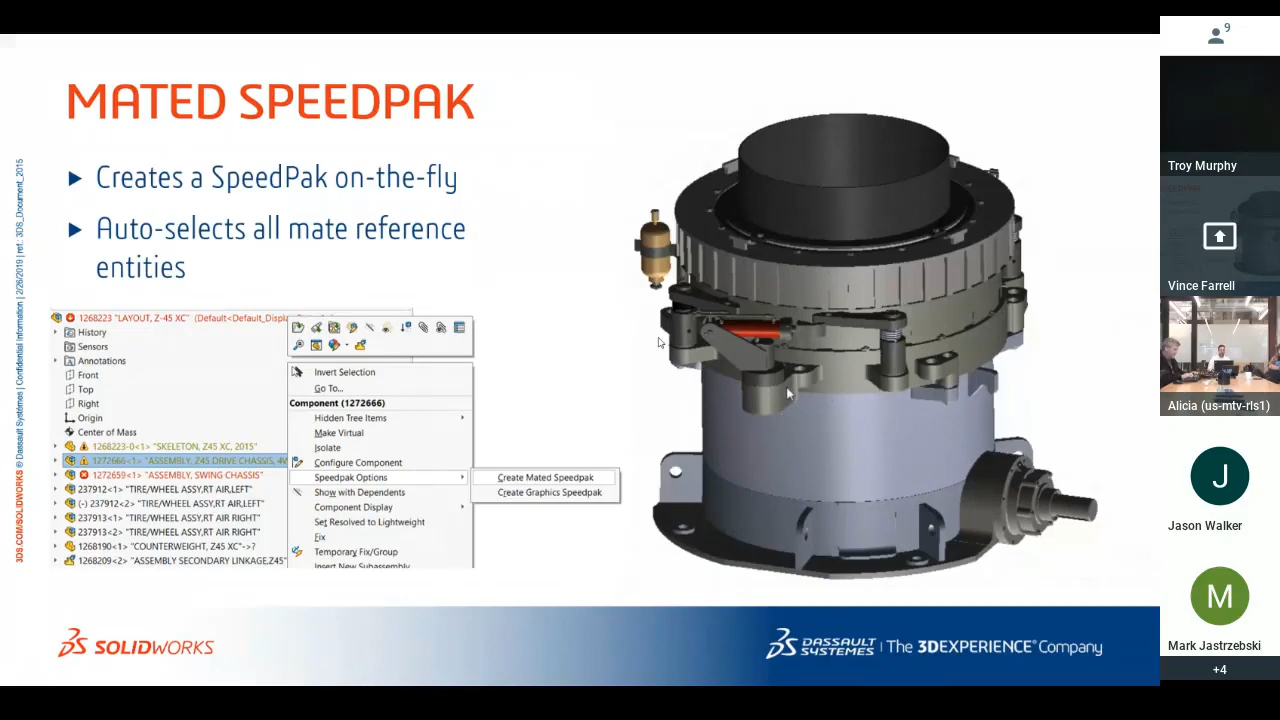 MATED SPEEDPAK
Creates a SpeedPak on-the-fly
Auto-selects all mate reference
entities
3DS.COM/SOLIDWORKS © Dassault Systèmes | Confidential Information | 2/26/2019 | ref.: 3DS_Document_2015
1268223 "LAYOUT, Z-45 XC" (Default<Default_Displa
History
Sensors
Annotations
Front
Top
Right
Origin
Center of Mass
1268223-0<1> "SKELETON, Z45 XC, 2015"
1272666<1> "ASSEMBLY, Z45 DRIVE CHASSIS, 4W
1272659<1> "ASSEMBLY, SWING CHASSIS"
237912<1> "TIRE/WHEEL ASSY,RT AIR,LEFT"
(-) 237912<2> "TIRE/WHEEL ASSY,RT AIR,LEFT"
237913<1> "TIRE/WHEEL ASSY,RT AIR RIGHT"
237913<2> "TIRE/WHEEL ASSY,RT AIR RIGHT"
1268190<1> "COUNTERWEIGHT, Z45 XC"->?
1268209<2> "ASSEMBLY SECONDARY LINKAGE,Z45"
Invert Selection
Go To...
Component (1272666)
Hidden Tree Items
Make Virtual
Isolate
Configure Component
Speedpak Options
Show with Dependents
Component Display
Set Resolved to Lightweight
Fix
Temporary Fix/Group
Insert New Subassembly
Create Mated Speedpak
Create Graphics Speedpak
DS SOLIDWORKS
DS DASSAULT SYSTEMES | The 3DEXPERIENCE® Company
9
Troy Murphy
Vince Farrell
Alicia (us-mtv-rls1)
J
Jason Walker
M
Mark Jastrzebski
+4